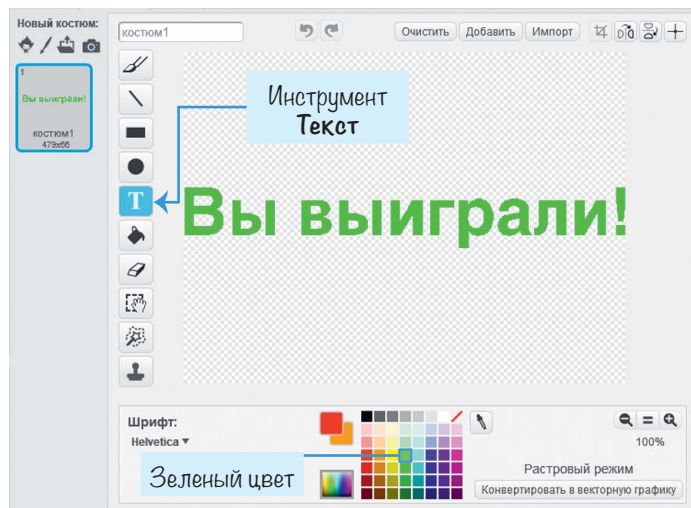 Новый костюм:
1
Вы выиграли!
костюм1
479x66
костюм1
Очистить
Добавить
Импорт
Инструмент
Текст
T
Вы выиграли!
Шрифт:
Helvetica
Зеленый цвет
100%
Растровый режим
Конвертировать в векторную графику